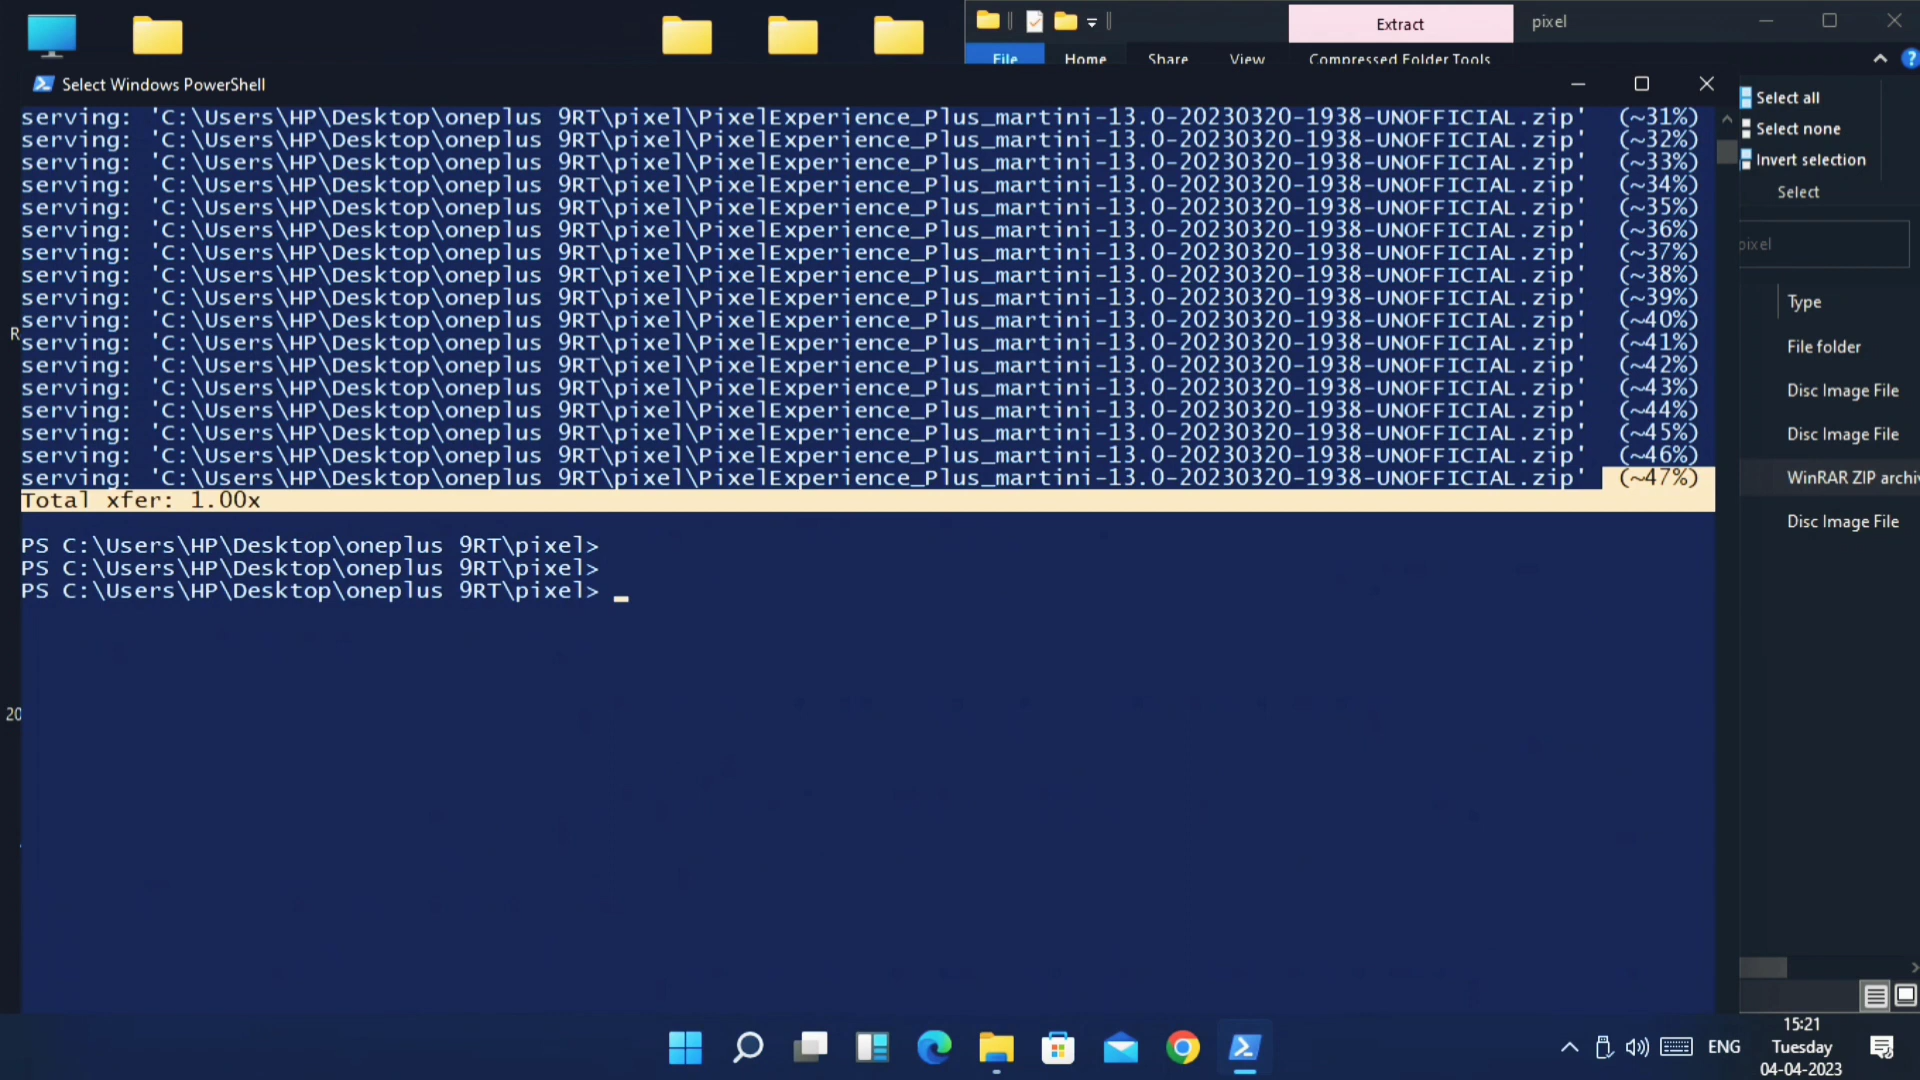 Extract
pixel
File
Home
Share
View
Compressed Folder Tools
Select Windows PowerShell
serving: 'C:\Users\HP\Desktop\oneplus 9RT\pixel\PixelExperience_Plus_martini-13.0-20230320-1938-UNOFFICIAL.zip' (~31%)
serving: 'C:\Users\HP\Desktop\oneplus 9RT\pixel\PixelExperience_Plus_martini-13.0-20230320-1938-UNOFFICIAL.zip' (~32%)
serving: 'C:\Users\HP\Desktop\oneplus 9RT\pixel\PixelExperience_Plus_martini-13.0-20230320-1938-UNOFFICIAL.zip' (~33%)
serving: 'C:\Users\HP\Desktop\oneplus 9RT\pixel\PixelExperience_Plus_martini-13.0-20230320-1938-UNOFFICIAL.zip' (~34%)
serving: 'C:\Users\HP\Desktop\oneplus 9RT\pixel\PixelExperience_Plus_martini-13.0-20230320-1938-UNOFFICIAL.zip' (~35%)
serving: 'C:\Users\HP\Desktop\oneplus 9RT\pixel\PixelExperience_Plus_martini-13.0-20230320-1938-UNOFFICIAL.zip' (~36%)
serving: 'C:\Users\HP\Desktop\oneplus 9RT\pixel\PixelExperience_Plus_martini-13.0-20230320-1938-UNOFFICIAL.zip' (~37%)
serving: 'C:\Users\HP\Desktop\oneplus 9RT\pixel\PixelExperience_Plus_martini-13.0-20230320-1938-UNOFFICIAL.zip' (~38%)
serving: 'C:\Users\HP\Desktop\oneplus 9RT\pixel\PixelExperience_Plus_martini-13.0-20230320-1938-UNOFFICIAL.zip' (~39%)
serving: 'C:\Users\HP\Desktop\oneplus 9RT\pixel\PixelExperience_Plus_martini-13.0-20230320-1938-UNOFFICIAL.zip' (~40%)
serving: 'C:\Users\HP\Desktop\oneplus 9RT\pixel\PixelExperience_Plus_martini-13.0-20230320-1938-UNOFFICIAL.zip' (~41%)
serving: 'C:\Users\HP\Desktop\oneplus 9RT\pixel\PixelExperience_Plus_martini-13.0-20230320-1938-UNOFFICIAL.zip' (~42%)
serving: 'C:\Users\HP\Desktop\oneplus 9RT\pixel\PixelExperience_Plus_martini-13.0-20230320-1938-UNOFFICIAL.zip' (~43%)
serving: 'C:\Users\HP\Desktop\oneplus 9RT\pixel\PixelExperience_Plus_martini-13.0-20230320-1938-UNOFFICIAL.zip' (~44%)
serving: 'C:\Users\HP\Desktop\oneplus 9RT\pixel\PixelExperience_Plus_martini-13.0-20230320-1938-UNOFFICIAL.zip' (~45%)
serving: 'C:\Users\HP\Desktop\oneplus 9RT\pixel\PixelExperience_Plus_martini-13.0-20230320-1938-UNOFFICIAL.zip' (~46%)
serving: 'C:\Users\HP\Desktop\oneplus 9RT\pixel\PixelExperience_Plus_martini-13.0-20230320-1938-UNOFFICIAL.zip' (~47%)
Total xfer: 1.00x
PS C:\Users\HP\Desktop\oneplus 9RT\pixel>
PS C:\Users\HP\Desktop\oneplus 9RT\pixel>
PS C:\Users\HP\Desktop\oneplus 9RT\pixel> _
Select all
Select none
Invert selection
Select
pixel
Type
File folder
Disc Image File
Disc Image File
WinRAR ZIP archiv
Disc Image File
R
20
ENG
15:21
Tuesday
04-04-2023